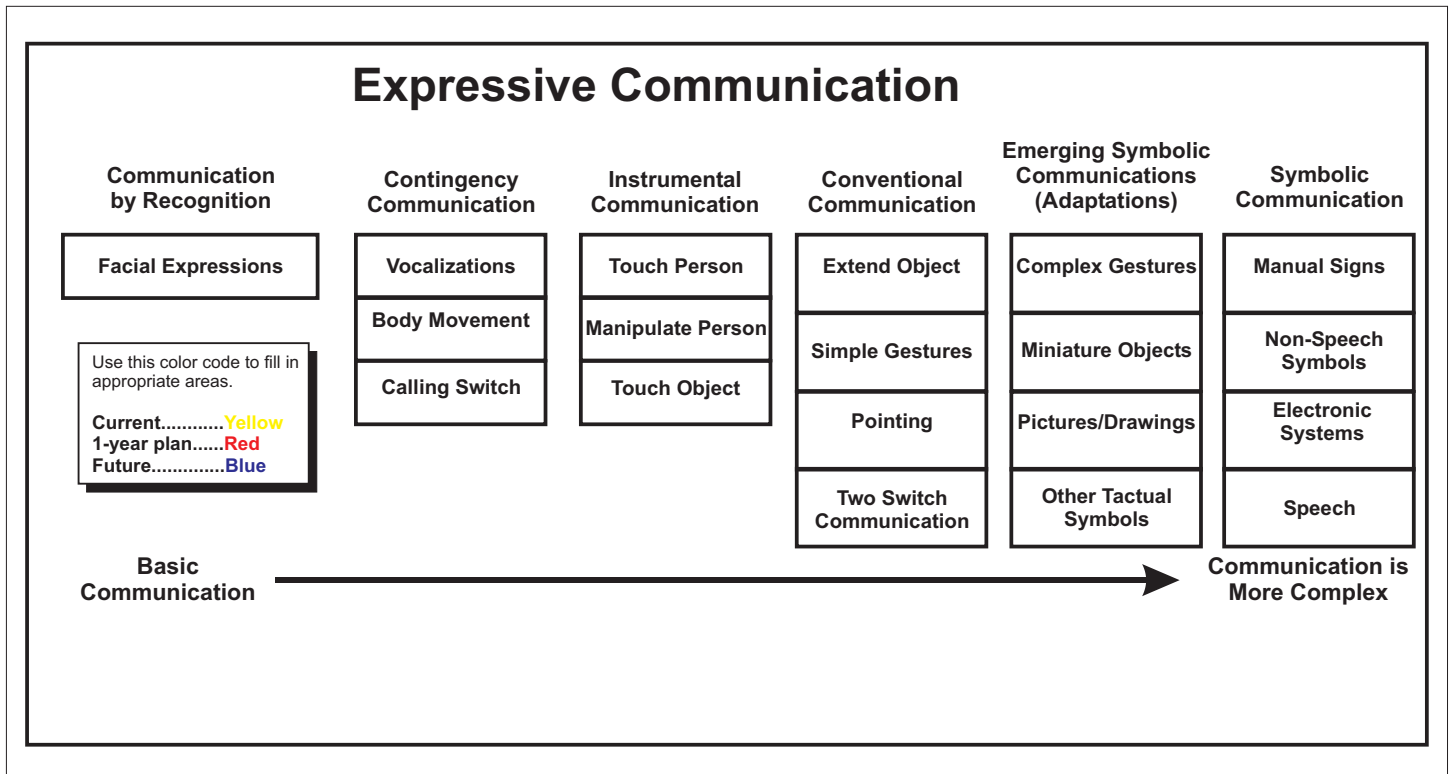 Expressive Communication
Communication
by Recognition
Facial Expressions
Use this color code to fill in
appropriate areas.
Current............Yellow
1-year plan......Red
Future..............Blue
Contingency
Communication
Vocalizations
Body Movement
Calling Switch
Instrumental
Communication
Touch Person
Manipulate Person
Touch Object
Conventional
Communication
Extend Object
Simple Gestures
Pointing
Two Switch
Communication
Emerging Symbolic
Communications
(Adaptations)
Complex Gestures
Miniature Objects
Pictures/Drawings
Other Tactual
Symbols
Symbolic
Communication
Manual Signs
Non-Speech
Symbols
Electronic
Systems
Speech
Basic
Communication
Communication is
More Complex